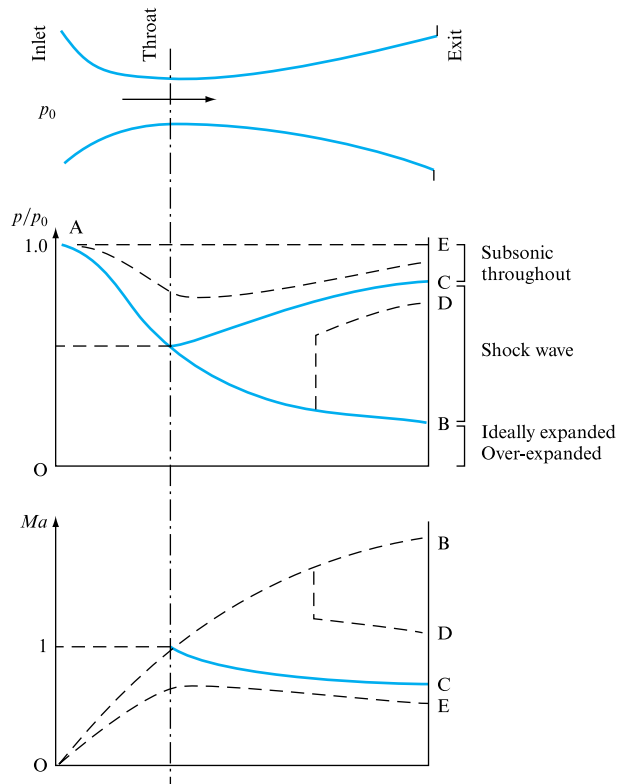 Inlet
Throat
Exit
p0
p/p0
A
1.0
E
C
D
B
O
Subsonic
throughout
Shock wave
Ideally expanded
Over-expanded
Ma
B
D
1
C
E
O